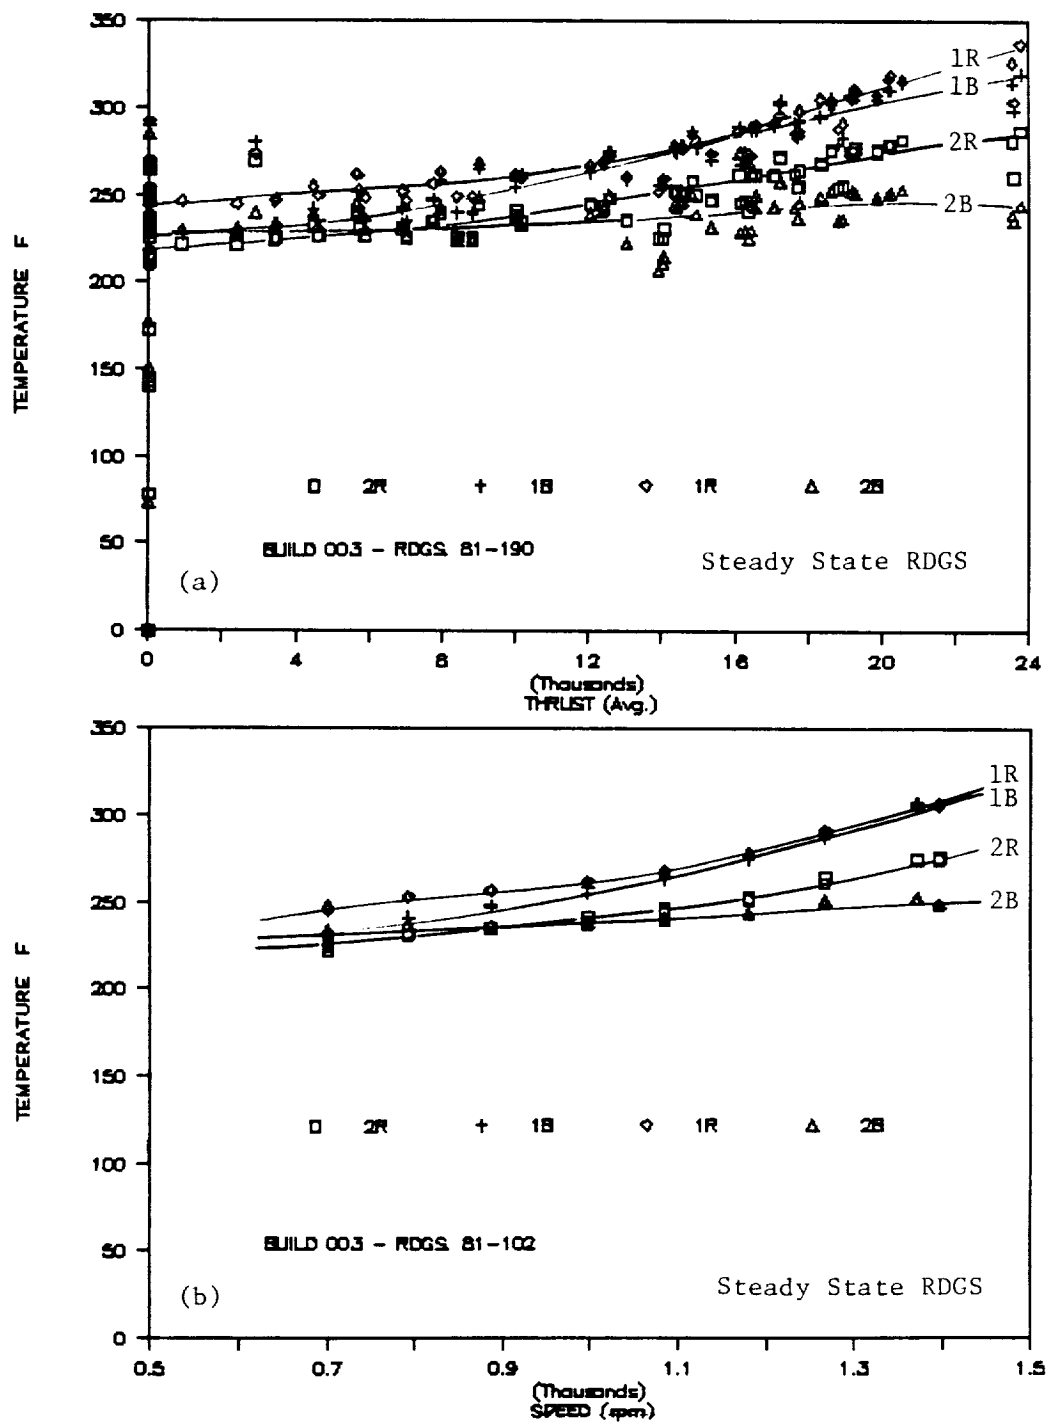 350
300
250
200
150
100
50
0
TEMPERATURE F
1R
1B
2R
2B
2R 1B 1R 2B
BUILD 003 - RDGS. 81-190
Steady State RDGS
(a)
0 4 8 12 16 20 24
(Thousands)
THRUST (Avg.)
350
300
250
200
150
100
50
0
TEMPERATURE F
1R
1B
2R
2B
2R 1B 1R 2B
BUILD 003 - RDGS. 81-102
Steady State RDGS
(b)
0.5 0.7 0.9 1.1 1.3 1.5
(Thousands)
SPEED (rpm)